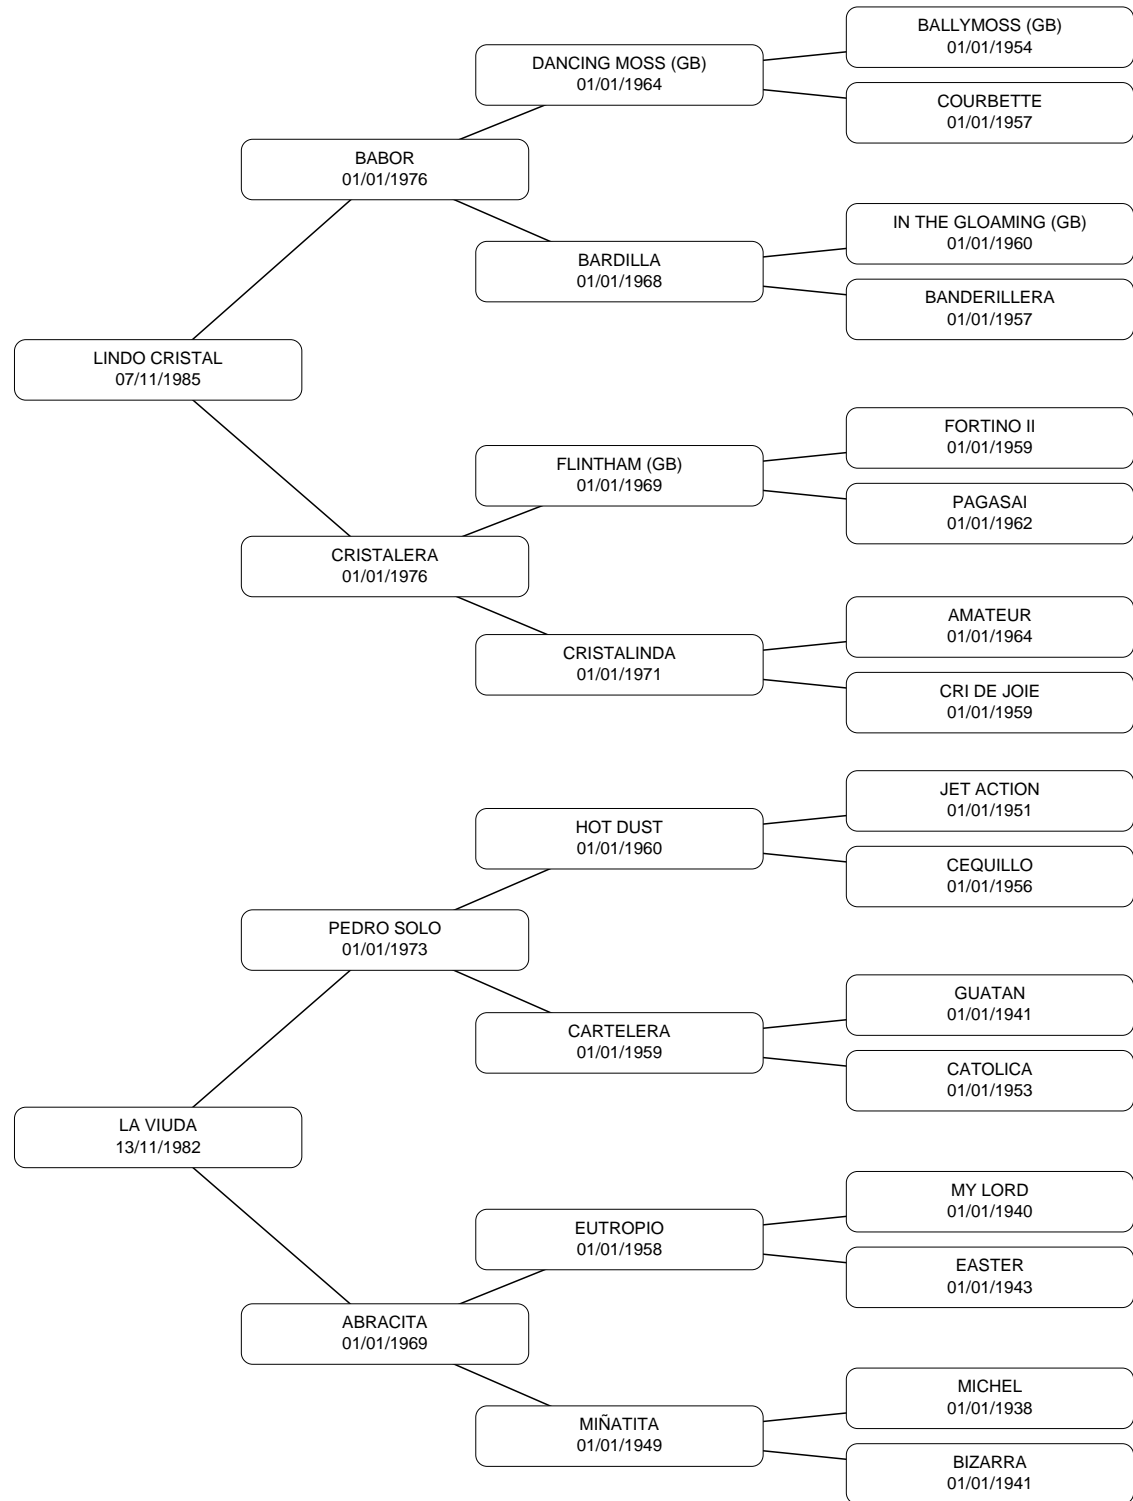 BALLYMOSS (GB)
01/01/1954
DANCING MOSS (GB)
01/01/1964
COURBETTE
01/01/1957
BABOR
01/01/1976
IN THE GLOAMING (GB)
01/01/1960
BARDILLA
01/01/1968
BANDERILLERA
01/01/1957
LINDO CRISTAL
07/11/1985
FORTINO II
01/01/1959
FLINTHAM (GB)
01/01/1969
PAGASAI
01/01/1962
CRISTALERA
01/01/1976
AMATEUR
01/01/1964
CRISTALINDA
01/01/1971
CRI DE JOIE
01/01/1959
JET ACTION
01/01/1951
HOT DUST
01/01/1960
CEQUILLO
01/01/1956
PEDRO SOLO
01/01/1973
GUATAN
01/01/1941
CARTELERA
01/01/1959
CATOLICA
01/01/1953
LA VIUDA
13/11/1982
MY LORD
01/01/1940
EUTROPIO
01/01/1958
EASTER
01/01/1943
ABRACITA
01/01/1969
MICHEL
01/01/1938
MIÑATITA
01/01/1949
BIZARRA
01/01/1941